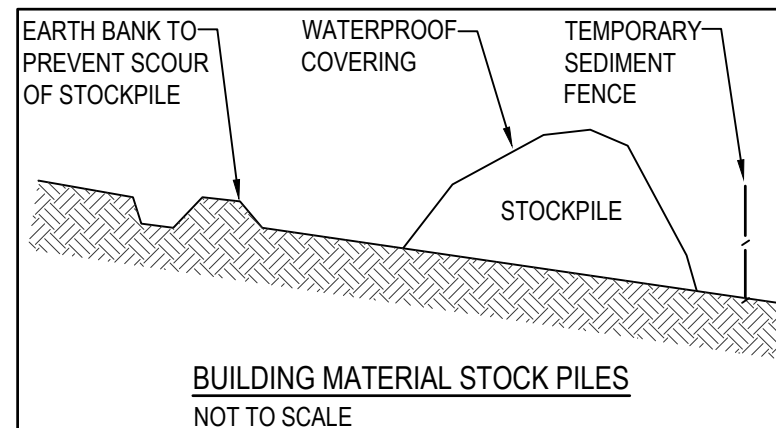 EARTH BANK TO
PREVENT SCOUR
OF STOCKPILE
WATERPROOF
COVERING
TEMPORARY
SEDIMENT
FENCE
STOCKPILE
BUILDING MATERIAL STOCK PILES
NOT TO SCALE